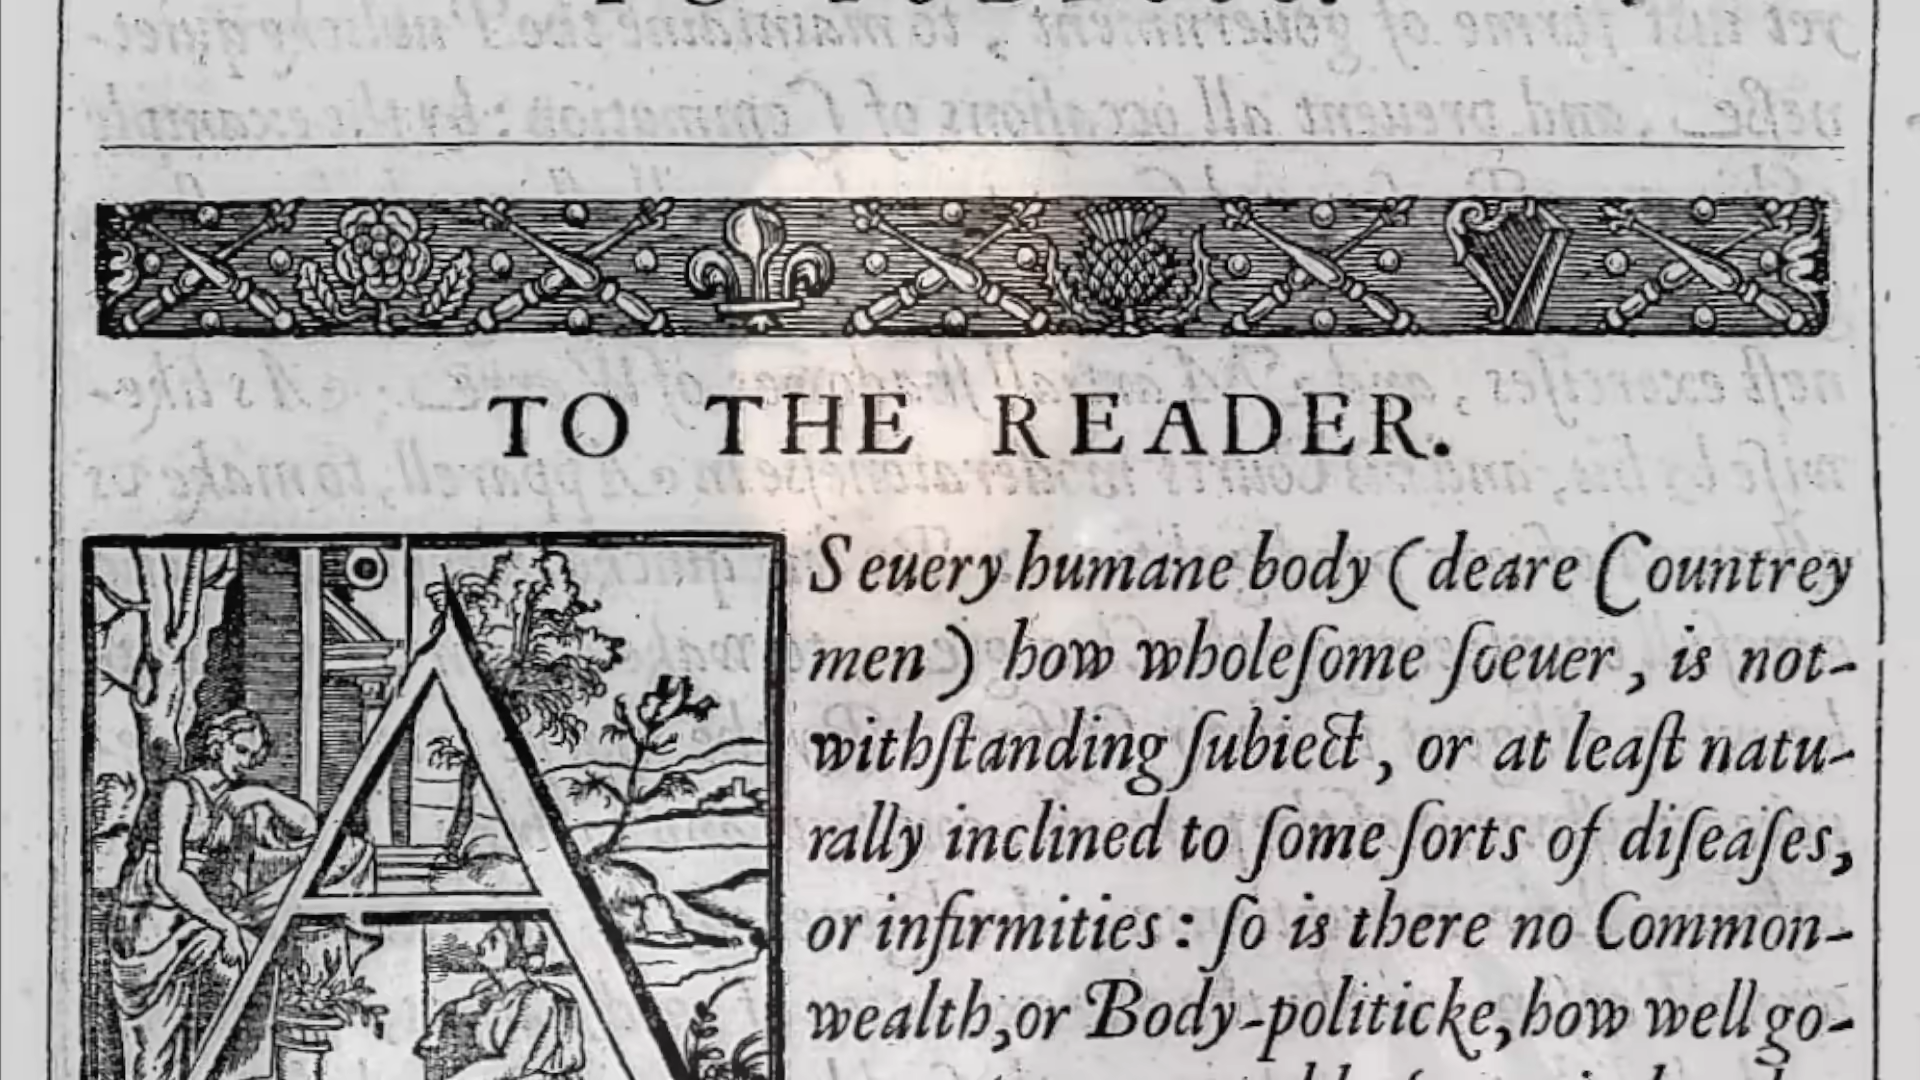 TO THE READER.
AS euery humane body (deare Countrey
men) how wholeſome ſoeuer, is not-
withſtanding ſubiect, or at leaſt natu-
rally inclined to ſome ſorts of diſeaſes,
or infirmities: ſo is there no Common-
wealth, or Body-politicke, how well go-